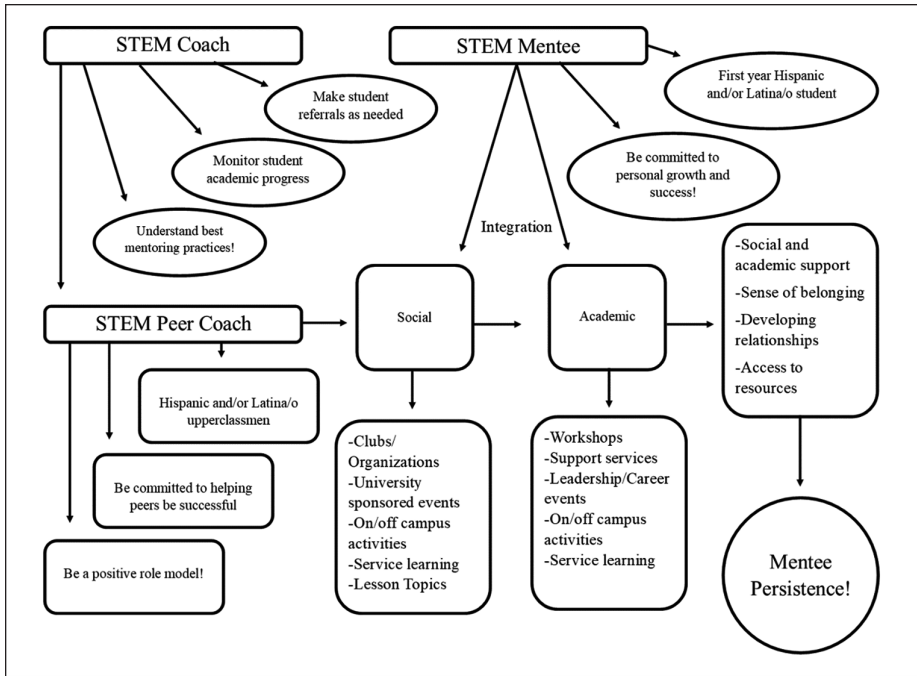 STEM Coach
STEM Mentee
Make student
referrals as needed
First year Hispanic
and/or Latina/o student
Monitor student
academic progress
Be committed to
personal growth and
success!
Understand best
mentoring practices!
Integration
-Social and
academic support
-Sense of belonging
-Developing
relationships
-Access to
resources
STEM Peer Coach
Social
Academic
Hispanic and/or Latina/o
upperclassmen
Be committed to helping
peers be successful
Be a positive role model!
-Clubs/
Organizations
-University
sponsored events
-On/off campus
activities
-Service learning
-Lesson Topics
-Workshops
-Support services
-Leadership/Career
events
-On/off campus
activities
-Service learning
Mentee
Persistence!